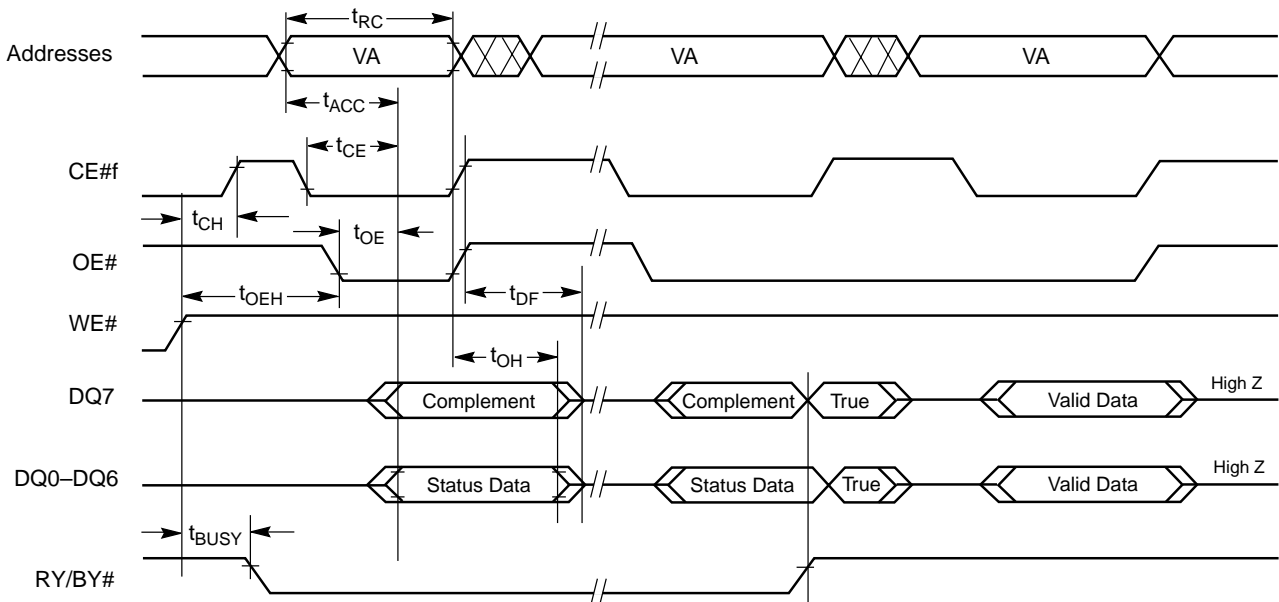 tRC
Addresses VA VA VA
tACC
tCE
CE#f
tCH tOE
OE#
tOEH tDF
WE#
tOH
DQ7 Complement Complement True Valid Data High Z
DQ0–DQ6 Status Data Status Data True Valid Data High Z
tBUSY
RY/BY#